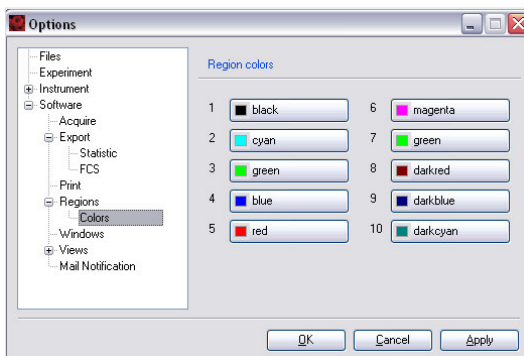 Options
Files
Experiment
Instrument
Software
Acquire
Export
Statistic
FCS
Print
Regions
Colors
Windows
Views
Mail Notification
Region colors
1 black
2 cyan
3 green
4 blue
5 red
6 magenta
7 green
8 darkred
9 darkblue
10 darkcyan
OK Cancel Apply